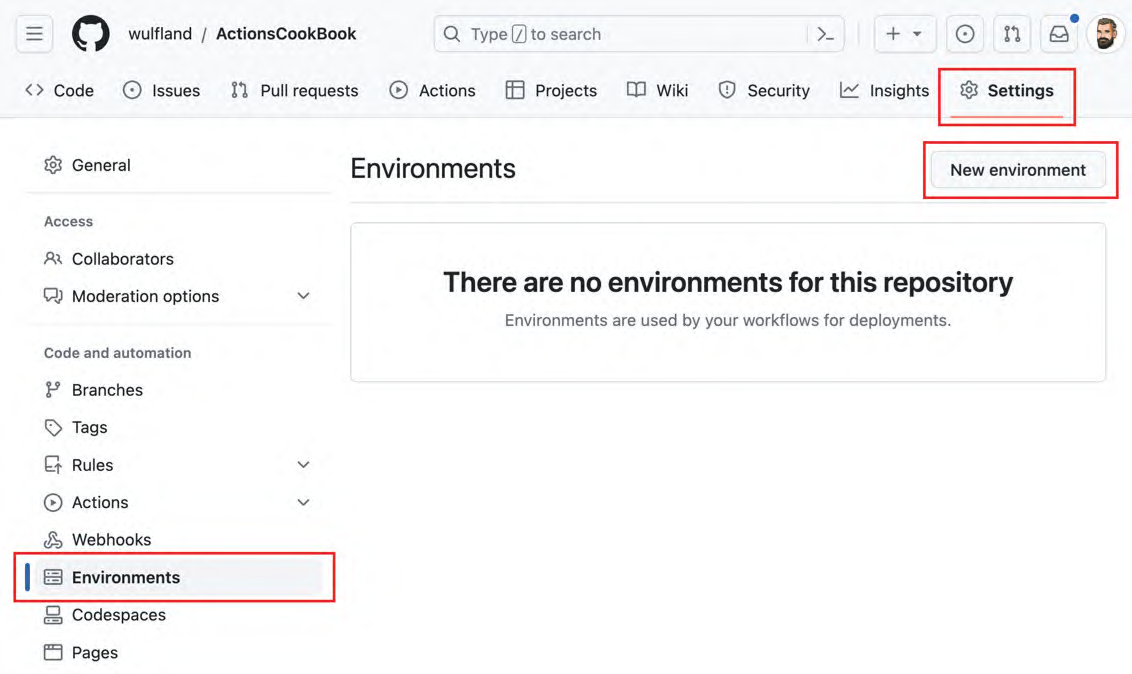 wulfland / ActionsCookBook
Type / to search
Code Issues Pull requests Actions Projects Wiki Security Insights Settings
General
Access
Collaborators
Moderation options
Code and automation
Branches
Tags
Rules
Actions
Webhooks
Environments
Codespaces
Pages
Environments
New environment
There are no environments for this repository
Environments are used by your workflows for deployments.